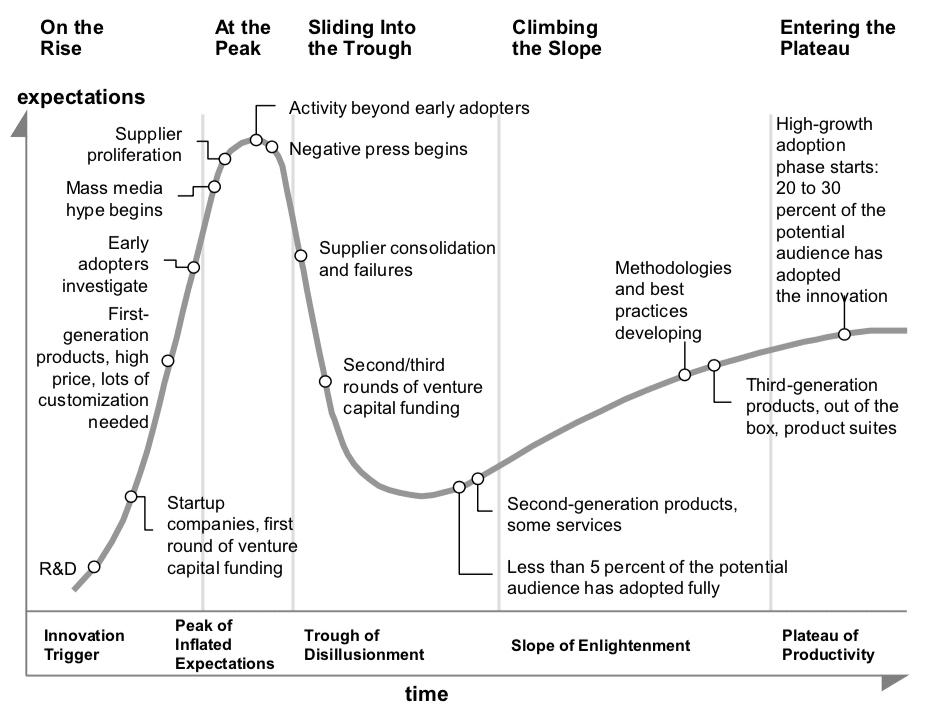 On the
Rise
At the
Peak
Sliding Into
the Trough
Climbing
the Slope
Entering the
Plateau
expectations
Activity beyond early adopters
Supplier
proliferation
Negative press begins
Mass media
hype begins
Early
adopters
investigate
First-
generation
products, high
price, lots of
customization
needed
Startup
companies, first
round of venture
capital funding
R&D
Supplier consolidation
and failures
Second/third
rounds of venture
capital funding
Methodologies
and best
practices
developing
High-growth
adoption
phase starts:
20 to 30
percent of the
potential
audience has
adopted
the innovation
Third-generation
products, out of the
box, product suites
Second-generation products,
some services
Less than 5 percent of the potential
audience has adopted fully
Innovation
Trigger
Peak of
Inflated
Expectations
Trough of
Disillusionment
Slope of Enlightenment
Plateau of
Productivity
time